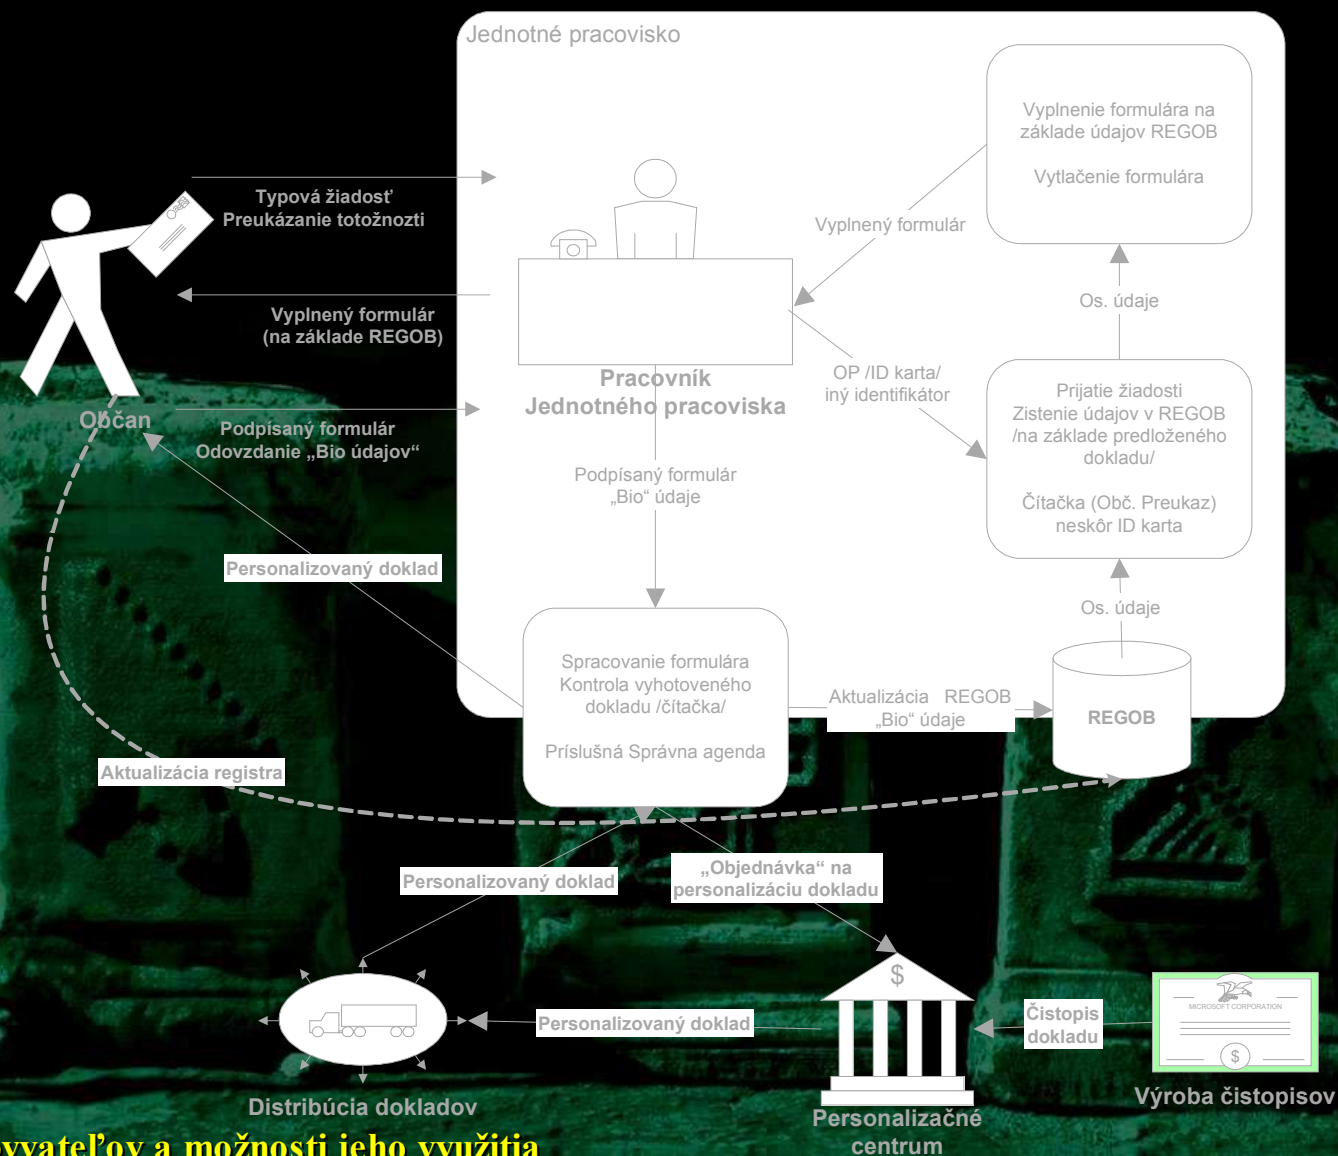 Jednotné pracovisko
Vyplnenie formulára na
základe údajov REGOB
Vytlačenie formulára
Typová žiadosť
Preukázanie totožnozti
Vyplnený formulár
Vyplnený formulár
(na základe REGOB)
Os. údaje
Pracovník
Jednotného pracoviska
OP /ID karta/
iný identifikátor
Prijatie žiadosti
Zistenie údajov v REGOB
/na základe predloženého
dokladu/
Čítačka (Obč. Preukaz)
neskôr ID karta
Občan
Podpísaný formulár
Odovzdanie „Bio údajov“
Podpísaný formulár
„Bio“ údaje
Personalizovaný doklad
Os. údaje
Spracovanie formulára
Kontrola vyhotoveného
dokladu /čítačka/
Príslušná Správna agenda
Aktualizácia REGOB
„Bio“ údaje
REGOB
Aktualizácia registra
Personalizovaný doklad
„Objednávka“ na
personalizáciu dokladu
$
MICROSOFT CORPORATION
$
Personalizovaný doklad
Čistopis
dokladu
Distribúcia dokladov
Personalizačné
centrum
Výroba čistopisov
možnosti jeho využitia